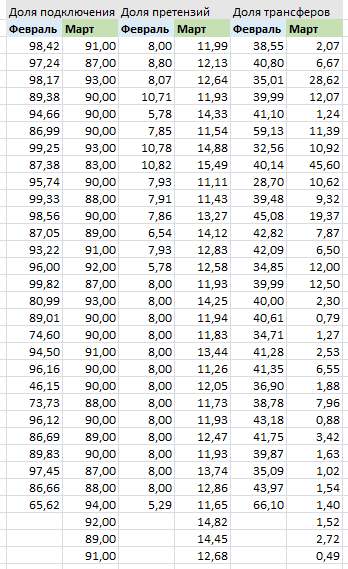 Доля подключения Доля претензий Доля трансферов
Февраль Март Февраль Март Февраль Март
98,42 91,00 8,00 11,99 38,55 2,07
97,24 87,00 8,80 12,13 40,80 6,67
98,17 93,00 8,07 12,64 35,01 28,62
89,38 90,00 10,71 11,93 39,99 12,07
94,66 90,00 5,78 14,33 41,10 1,24
86,99 90,00 7,85 11,54 59,13 11,39
99,25 93,00 10,78 14,88 32,56 10,92
87,38 83,00 10,82 15,49 40,14 45,60
95,74 90,00 7,93 11,11 28,70 10,62
99,33 88,00 7,91 11,43 39,48 9,32
98,56 90,00 7,86 13,27 45,08 19,37
87,05 89,00 6,54 14,12 42,82 7,87
93,22 91,00 7,93 12,83 42,09 6,50
96,00 92,00 5,78 12,58 34,85 12,00
99,82 87,00 8,00 11,93 39,99 12,50
80,99 93,00 8,00 14,25 40,00 2,30
89,01 90,00 8,00 11,94 40,61 0,79
74,60 90,00 8,00 11,83 34,71 1,27
94,50 91,00 8,00 13,44 41,28 2,53
96,16 90,00 8,00 11,26 41,35 6,55
46,15 90,00 8,00 12,05 36,90 1,88
73,73 88,00 8,00 11,73 38,78 7,96
96,12 90,00 8,00 11,93 43,18 0,88
86,69 89,00 8,00 12,47 41,75 3,42
89,83 90,00 8,00 11,93 39,87 1,63
97,45 87,00 8,00 13,74 35,09 1,02
86,66 88,00 8,00 12,86 43,97 1,54
65,62 94,00 5,29 11,65 66,10 1,40
92,00 14,82 1,52
89,00 14,45 2,72
91,00 12,68 0,49